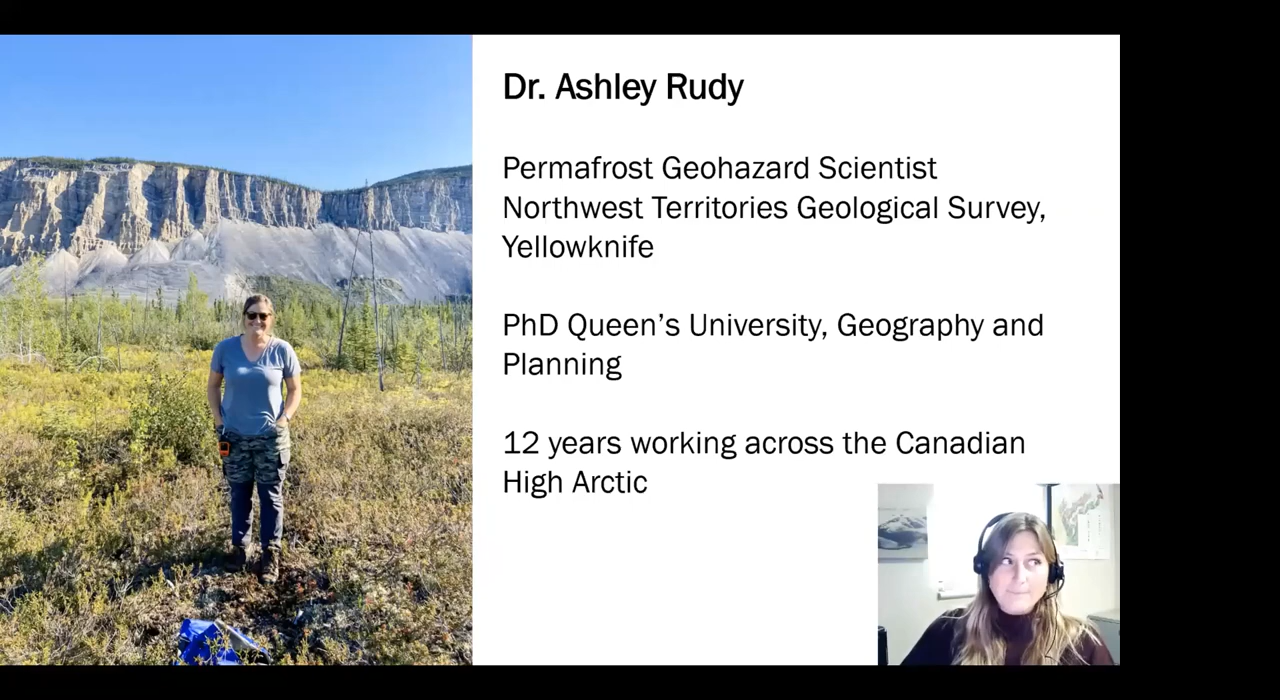 Dr. Ashley Rudy
Permafrost Geohazard Scientist
Northwest Territories Geological Survey,
Yellowknife
PhD Queen’s University, Geography and
Planning
12 years working across the Canadian
High Arctic